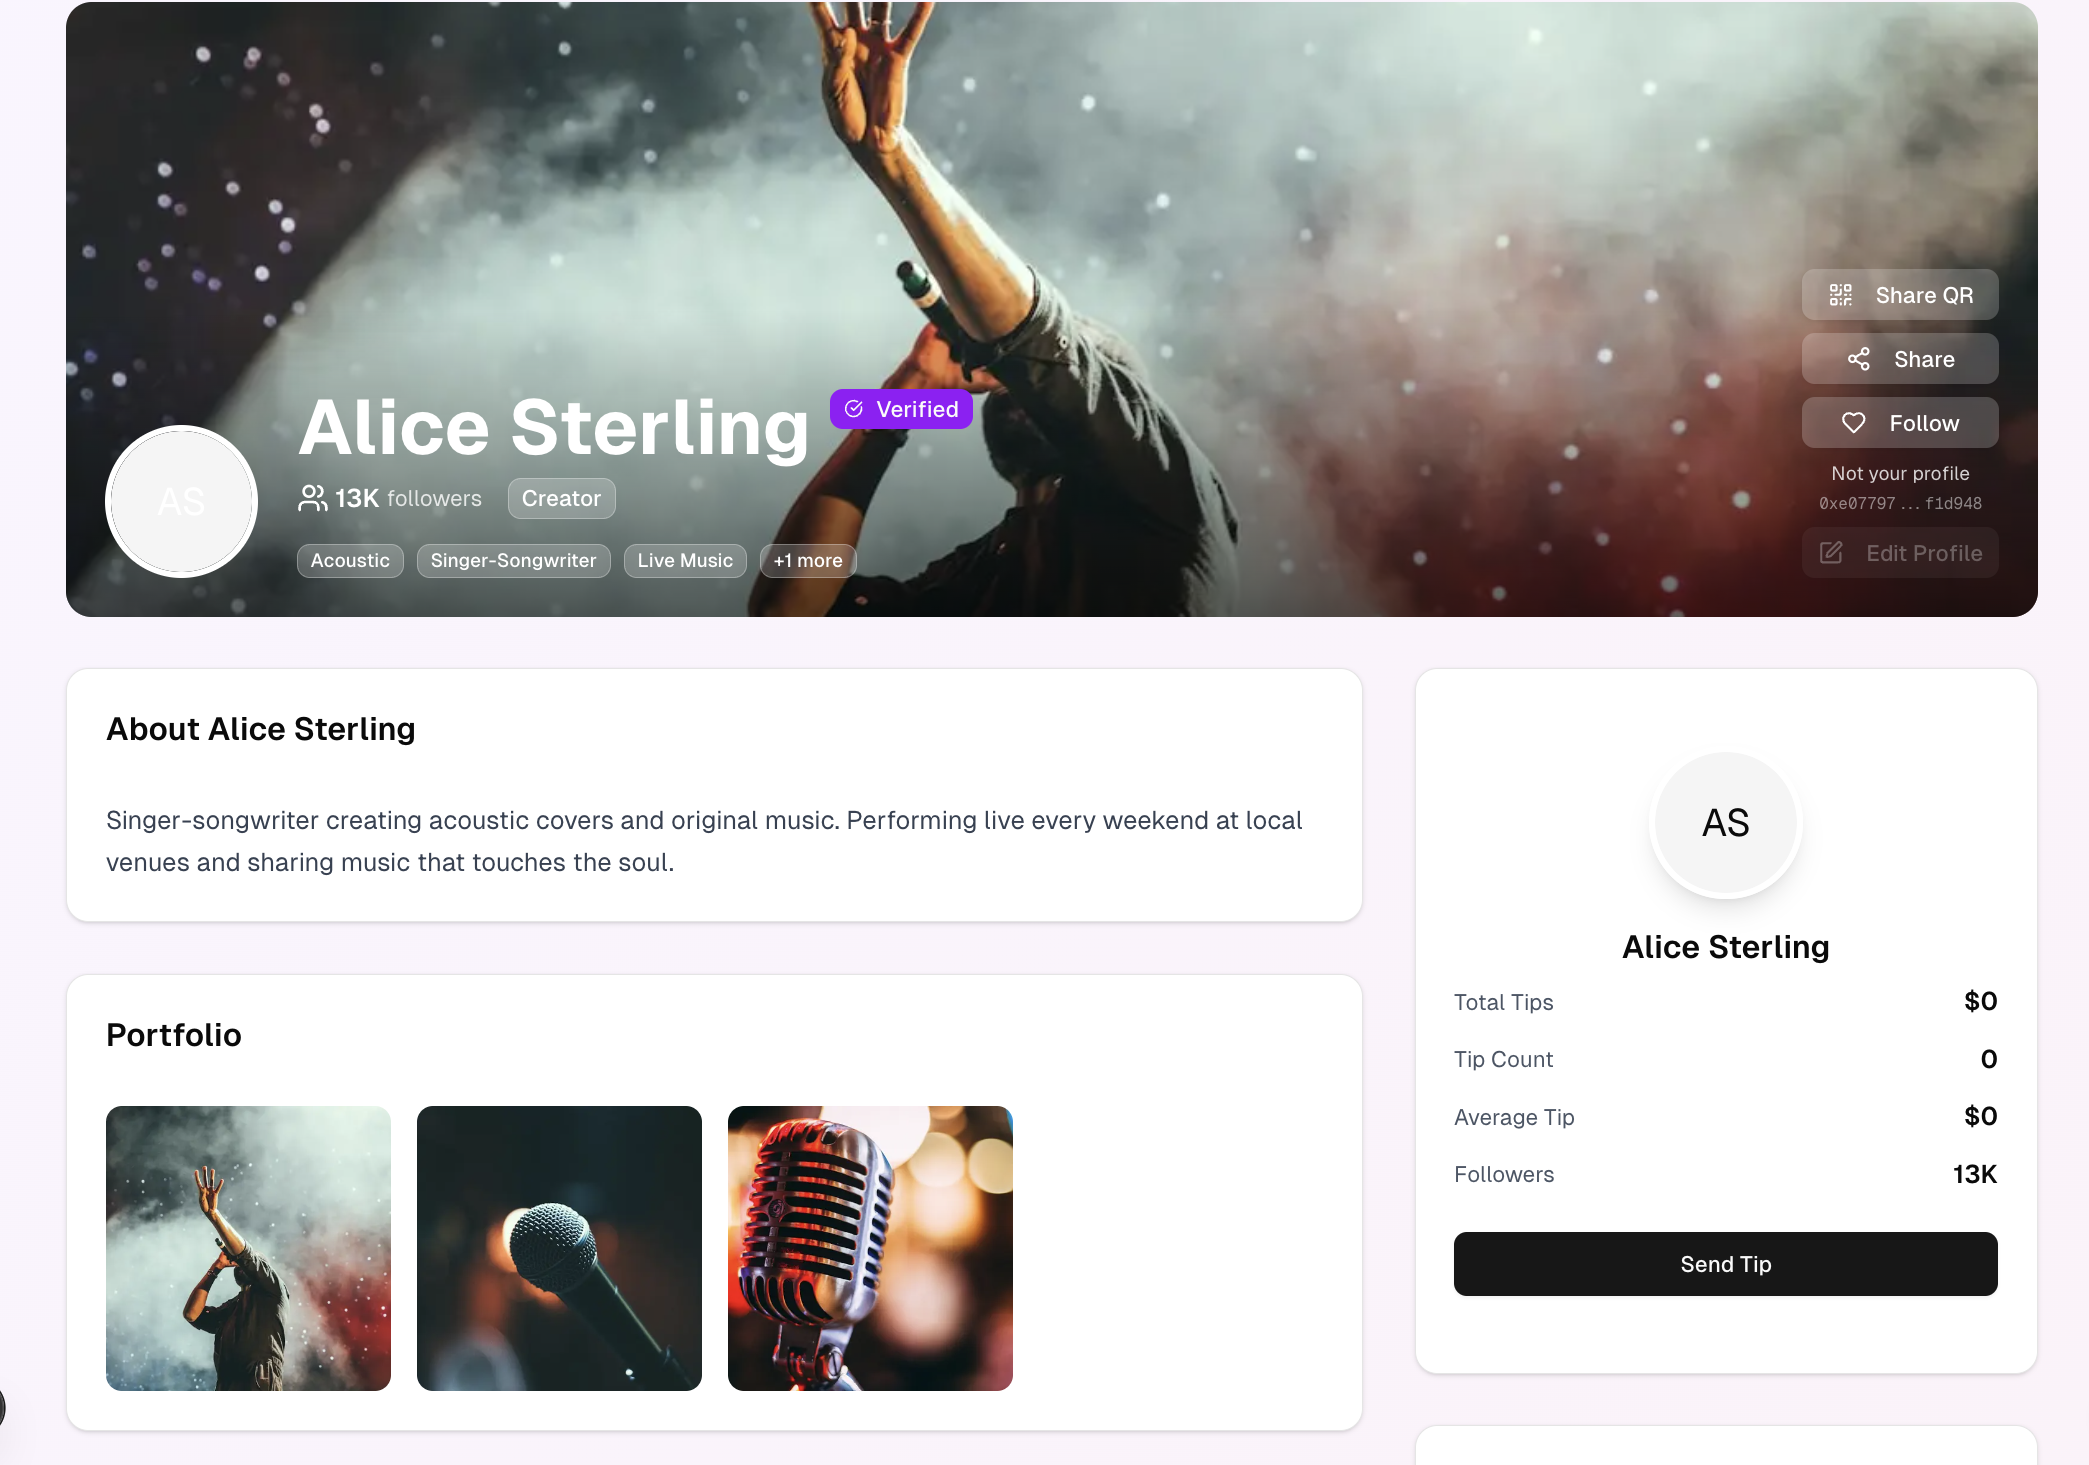 AS
Alice Sterling
Verified
13K followers
Creator
Acoustic
Singer-Songwriter
Live Music
+1 more
Share QR
Share
Follow
Not your profile
0xe07797...f1d948
Edit Profile
About Alice Sterling
Singer-songwriter creating acoustic covers and original music. Performing live every weekend at local
venues and sharing music that touches the soul.
Portfolio
AS
Alice Sterling
Total Tips $0
Tip Count 0
Average Tip $0
Followers 13K
Send Tip